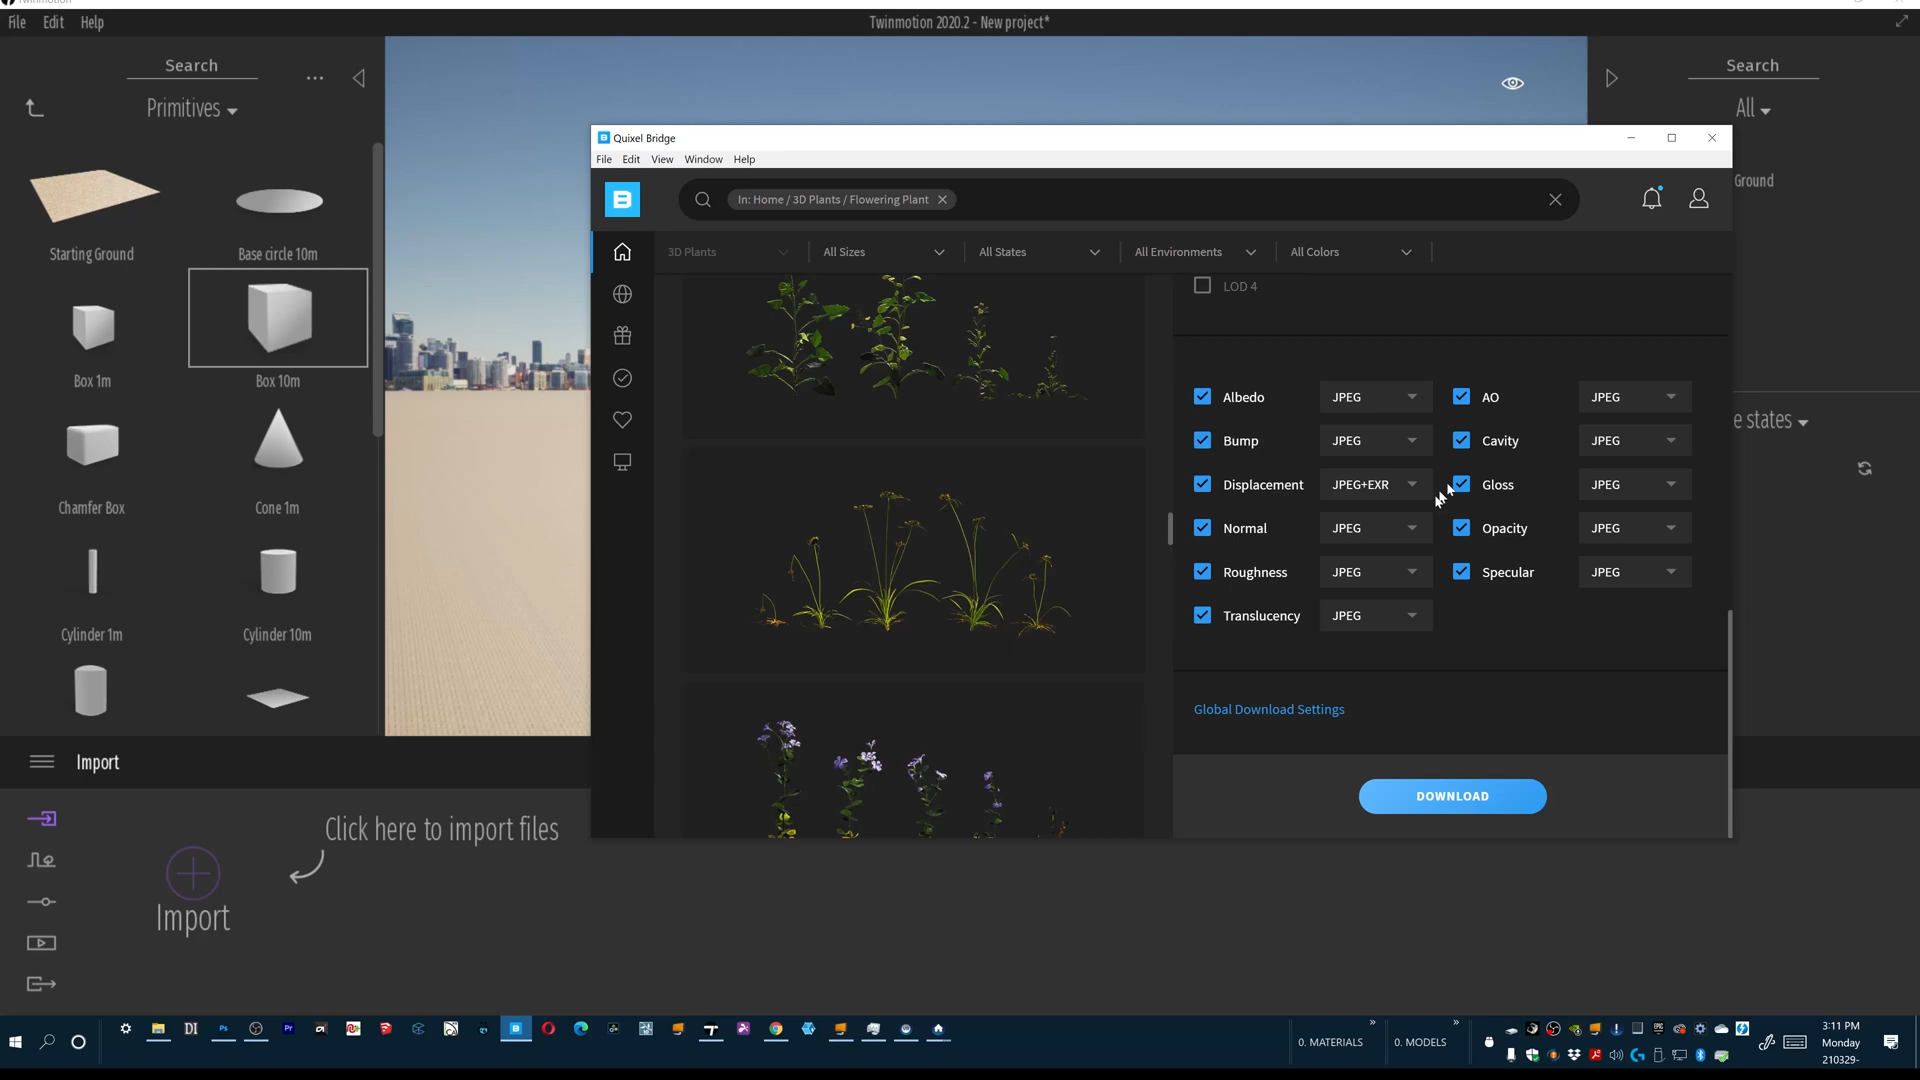 Twinmotion
File Edit Help
Twinmotion 2020.2 - New project*
Search
...
Primitives
Starting Ground
Base circle 10m
Box 1m
Box 10m
Chamfer Box
Cone 1m
Cylinder 1m
Cylinder 10m
Search
All
Ground
e states
Quixel Bridge
File Edit View Window Help
In: Home / 3D Plants / Flowering Plant
3D Plants
All Sizes
All States
All Environments
All Colors
LOD 4
Albedo JPEG AO JPEG
Bump JPEG Cavity JPEG
Displacement JPEG+EXR Gloss JPEG
Normal JPEG Opacity JPEG
Roughness JPEG Specular JPEG
Translucency JPEG
Global Download Settings
DOWNLOAD
Import
Click here to import files
Import
DI
Ps
Pr
0. MATERIALS
0. MODELS
3:11 PM
Monday
210329-